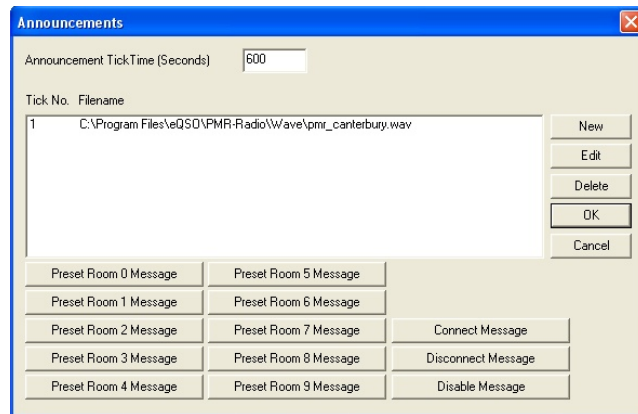 Announcements
Announcement TickTime (Seconds) 600
Tick No. Filename
1 C:\Program Files\eQSO\PMR-Radio\Wave\pmr_canterbury.wav
New
Edit
Delete
OK
Cancel
Preset Room 0 Message Preset Room 5 Message
Preset Room 1 Message Preset Room 6 Message
Preset Room 2 Message Preset Room 7 Message Connect Message
Preset Room 3 Message Preset Room 8 Message Disconnect Message
Preset Room 4 Message Preset Room 9 Message Disable Message